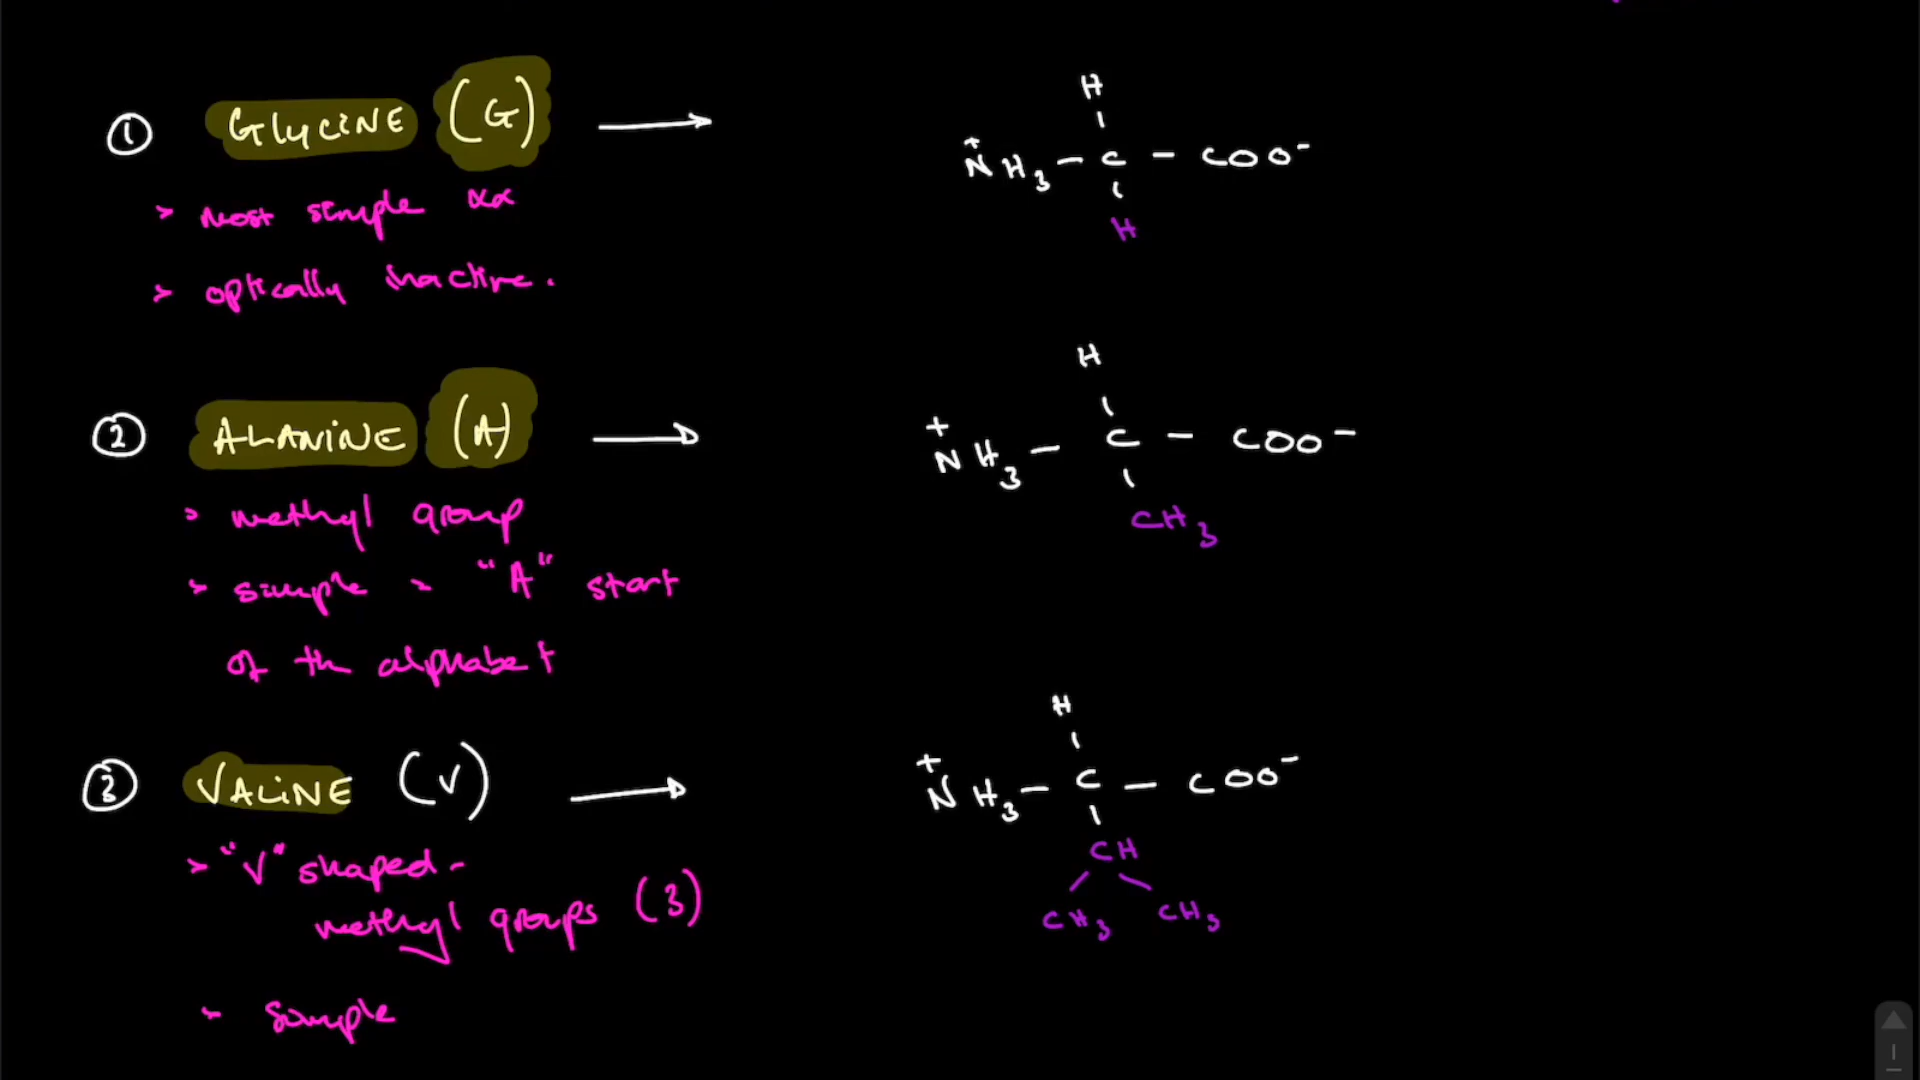 ① GLYCINE (G) →
> most simple αα
> optically inactive.
H
+
NH3 - C - COO-
H
② ALANINE (A) →
> methyl group
> simple - "A" start
of the alphabet
H
+
NH3 - C - COO-
CH3
③ VALINE (V) →
> "V" shaped -
methyl groups (3)
> simple
H
+
NH3 - C - COO-
CH
CH3 CH3